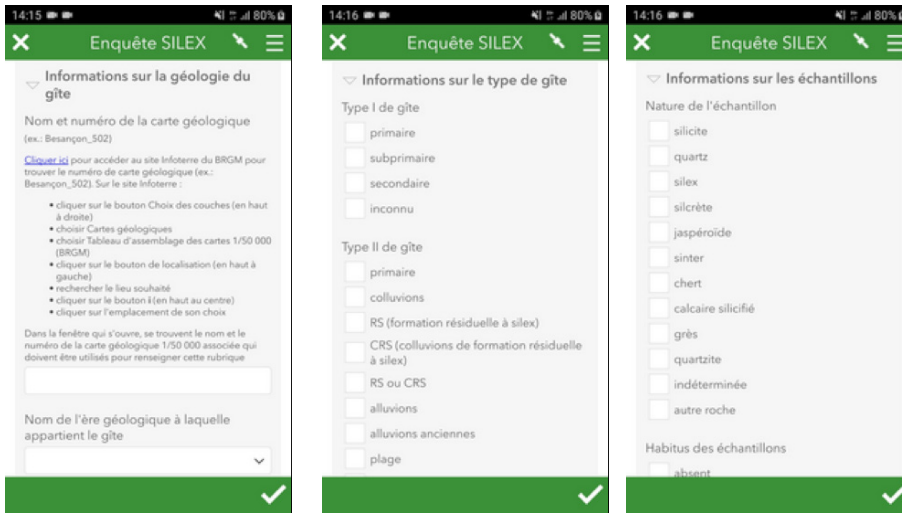 14:15 80%
Enquête SILEX
Informations sur la géologie du
gîte
Nom et numéro de la carte géologique
(ex.: Besançon_502)
Cliquer ici pour accéder au site Infoterre du BRGM pour
trouver le numéro de carte géologique (ex.:
Besançon_502). Sur le site Infoterre :
• cliquer sur le bouton Choix des couches (en haut
à droite)
• choisir Cartes géologiques
• choisir Tableau d'assemblage des cartes 1/50 000
(BRGM)
• cliquer sur le bouton de localisation (en haut à
gauche)
• rechercher le lieu souhaité
• cliquer sur le bouton i (en haut au centre)
• cliquer sur l'emplacement de son choix
Dans la fenêtre qui s'ouvre, se trouvent le nom et le
numéro de la carte géologique 1/50 000 associée qui
doivent être utilisés pour renseigner cette rubrique
Nom de l'ère géologique à laquelle
appartient le gîte
14:16 80%
Enquête SILEX
Informations sur le type de gîte
Type I de gîte
primaire
subprimaire
secondaire
inconnu
Type II de gîte
primaire
colluvions
RS (formation résiduelle à silex)
CRS (colluvions de formation résiduelle
à silex)
RS ou CRS
alluvions
alluvions anciennes
plage
14:16 80%
Enquête SILEX
Informations sur les échantillons
Nature de l'échantillon
silicite
quartz
silex
silcrète
jaspéroïde
sinter
chert
calcaire silicifié
grès
quartzite
indéterminée
autre roche
Habitus des échantillons
absent